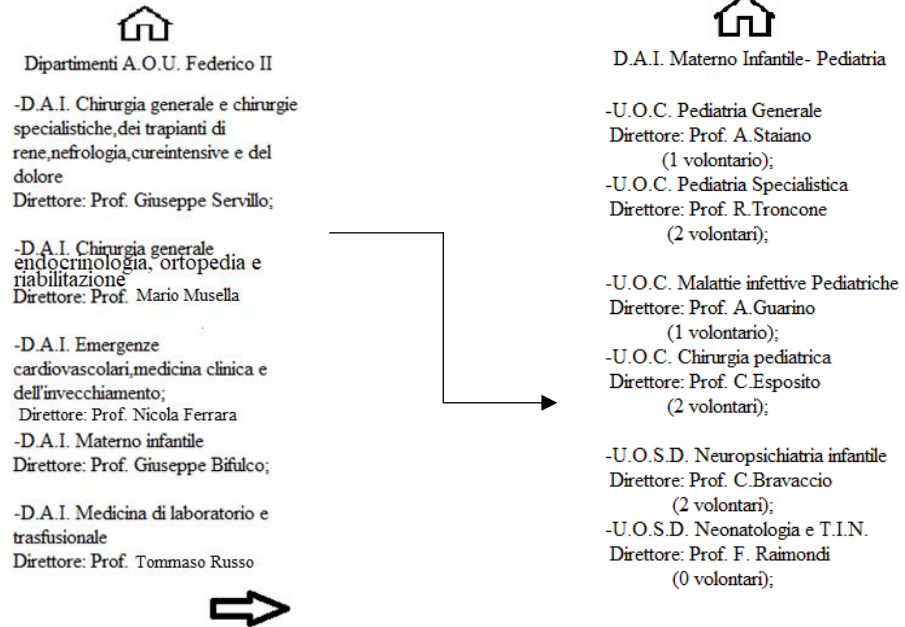 Dipartimenti A.O.U. Federico II
-D.A.I. Chirurgia generale e chirurgie
specialistiche,dei trapianti di
rene,nefrologia,cureintensive e del
dolore
Direttore: Prof. Giuseppe Servillo;
-D.A.I. Chirurgia generale
endocrinologia, ortopedia e
riabilitazione
Direttore: Prof. Mario Musella
-D.A.I. Emergenze
cardiovascolari,medicina clinica e
dell'invecchiamento;
Direttore: Prof. Nicola Ferrara
-D.A.I. Materno infantile
Direttore: Prof. Giuseppe Bifulco;
-D.A.I. Medicina di laboratorio e
trasfusionale
Direttore: Prof. Tommaso Russo
D.A.I. Materno Infantile- Pediatria
-U.O.C. Pediatria Generale
Direttore: Prof. A.Staiano
(1 volontario);
-U.O.C. Pediatria Specialistica
Direttore: Prof. R.Troncone
(2 volontari);
-U.O.C. Malattie infettive Pediatriche
Direttore: Prof. A.Guarino
(1 volontario);
-U.O.C. Chirurgia pediatrica
Direttore: Prof. C.Esposito
(2 volontari);
-U.O.S.D. Neuropsichiatria infantile
Direttore: Prof. C.Bravaccio
(2 volontari);
-U.O.S.D. Neonatologia e T.I.N.
Direttore: Prof. F. Raimondi
(0 volontari);